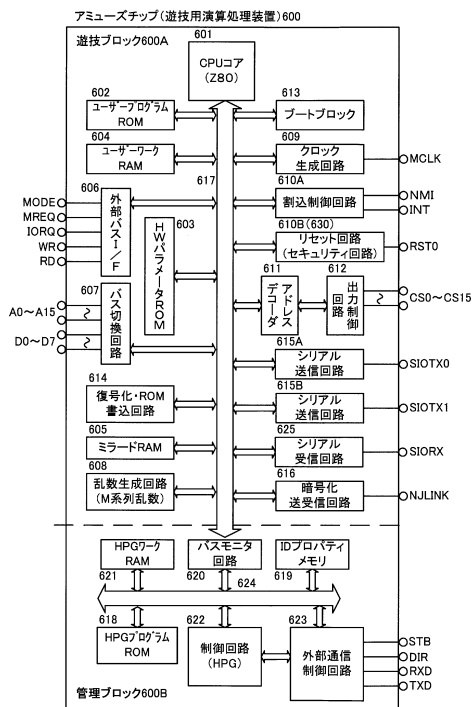 アミューズチップ(遊技用演算処理装置)600
遊技ブロック600A
601
CPUコア
(Z80)
602
ユーザープログラム
ROM
613
ブートブロック
604
ユーザーワーク
RAM
609
クロック
生成回路
MCLK
617
606
外部バスI/F
MODE
MREQ
IORQ
WR
RD
603
HWパラメータROM
610A
割込制御回路
NMI
INT
610B(630)
リセット回路
(セキュリティ回路)
RST0
607
バス切換回路
A0～A15
D0～D7
611
アドレスデコーダ
612
出力制御回路
CS0～CS15
615A
シリアル
送信回路
SIOTX0
614
復号化・ROM
書込回路
615B
シリアル
送信回路
SIOTX1
605
ミラードRAM
625
シリアル
受信回路
SIORX
608
乱数生成回路
(M系列乱数)
616
暗号化
送受信回路
NJLINK
HPGワーク
RAM
621
バスモニタ
回路
620
IDプロパティ
メモリ
619
624
618
HPGプログラム
ROM
622
制御回路
(HPG)
623
外部通信
制御回路
STB
DIR
RXD
TXD
管理ブロック600B